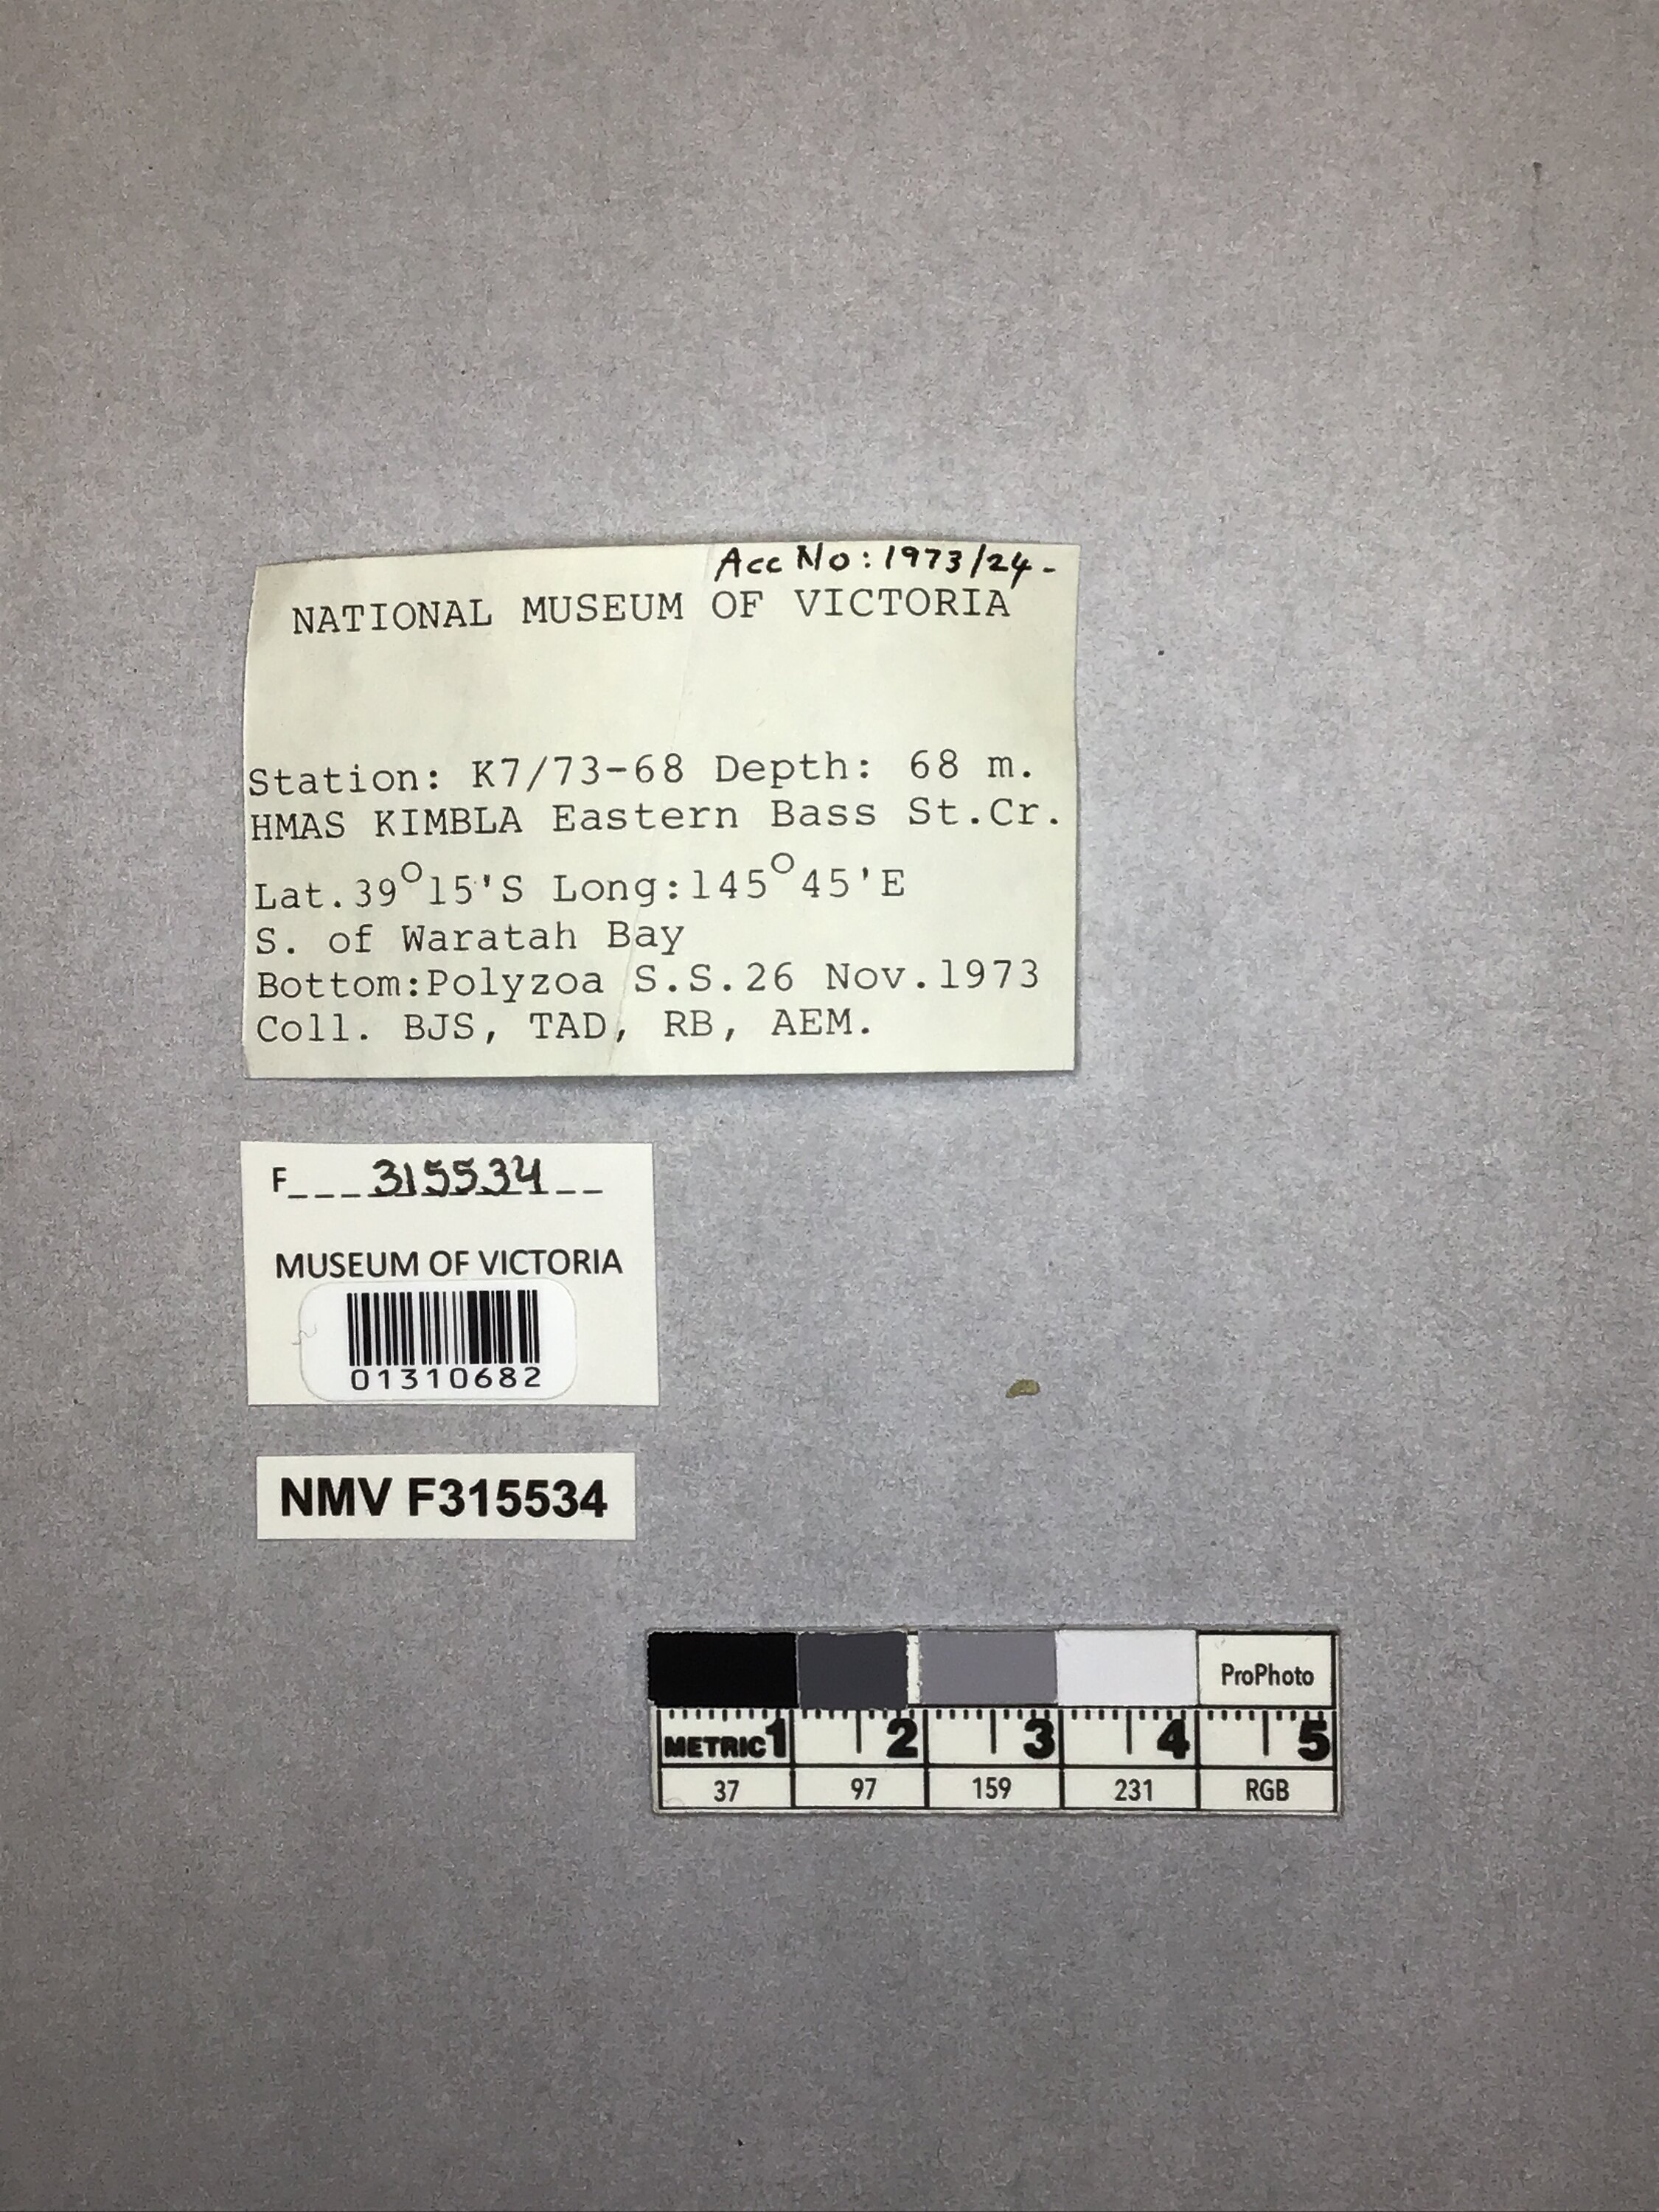 Acc No: 1973/24-
NATIONAL MUSEUM OF VICTORIA
Station: K7/73-68 Depth: 68 m.
HMAS KIMBLA Eastern Bass St.Cr.
Lat.39°15'S Long:145°45'E
S. of Waratah Bay
Bottom:Polyzoa S.S.26 Nov.1973
Coll. BJS, TAD, RB, AEM.
F___315534__
MUSEUM OF VICTORIA
01310682
NMV F315534
ProPhoto
METRIC 1 2 3 4 5
37 97 159 231 RGB